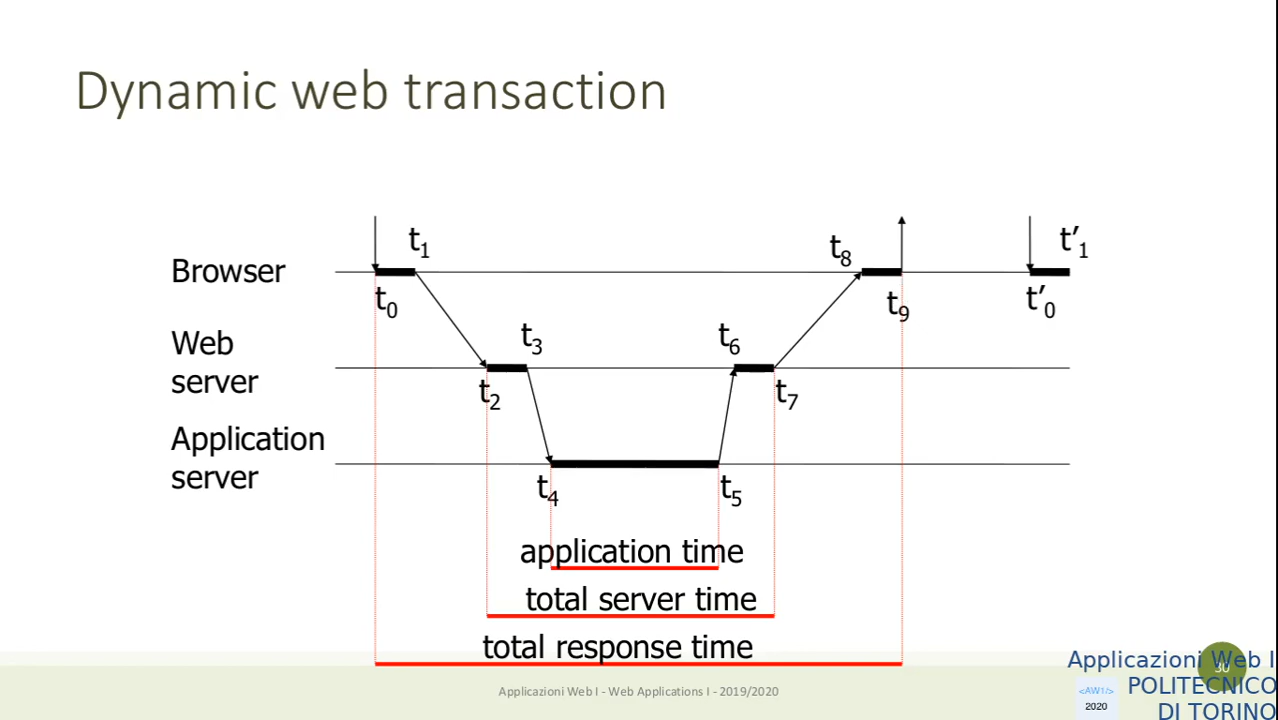 Dynamic web transaction
t1
t8
t'1
Browser
t0
t9
t'0
Web
server
t3
t6
t2
t7
Application
server
t4
t5
application time
total server time
total response time
30
Applicazioni Web I - Web Applications I - 2019/2020
<AW1/>
2020
Applicazioni Web I
POLITECNICO
DI TORINO